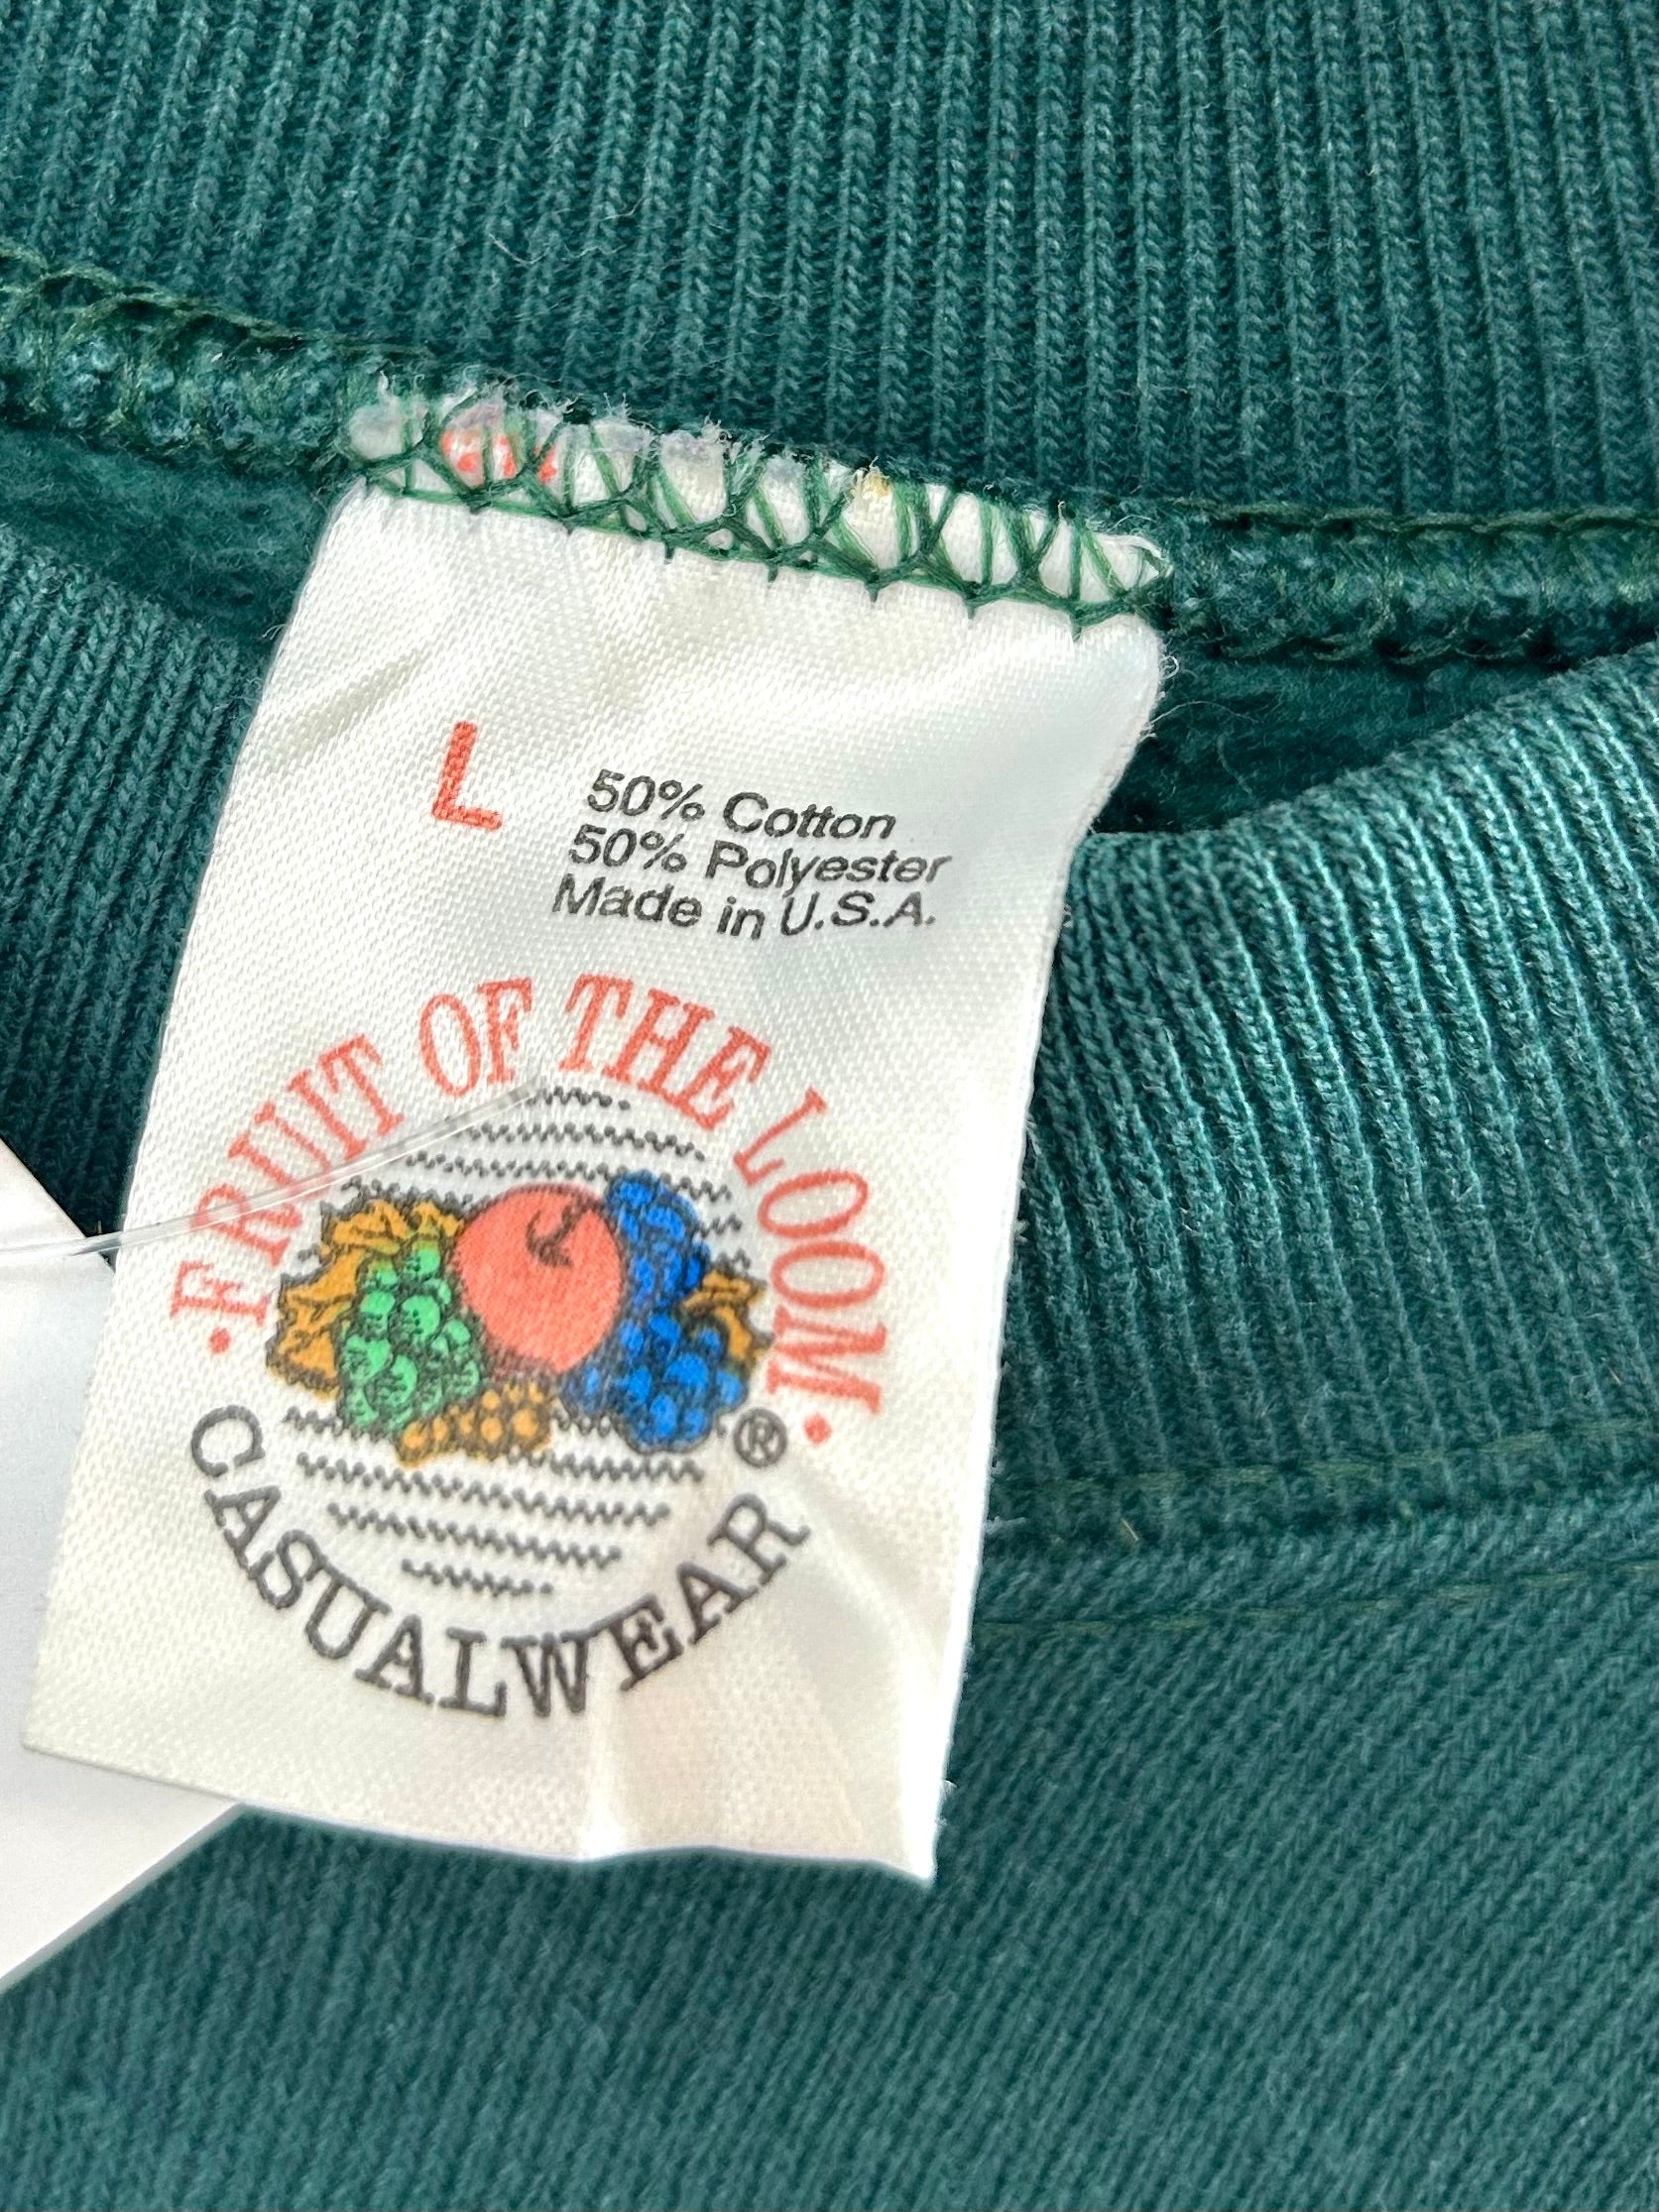 L
50% Cotton
50% Polyester
Made in U.S.A.
• FRUIT OF THE LOOM •
®
CASUALWEAR